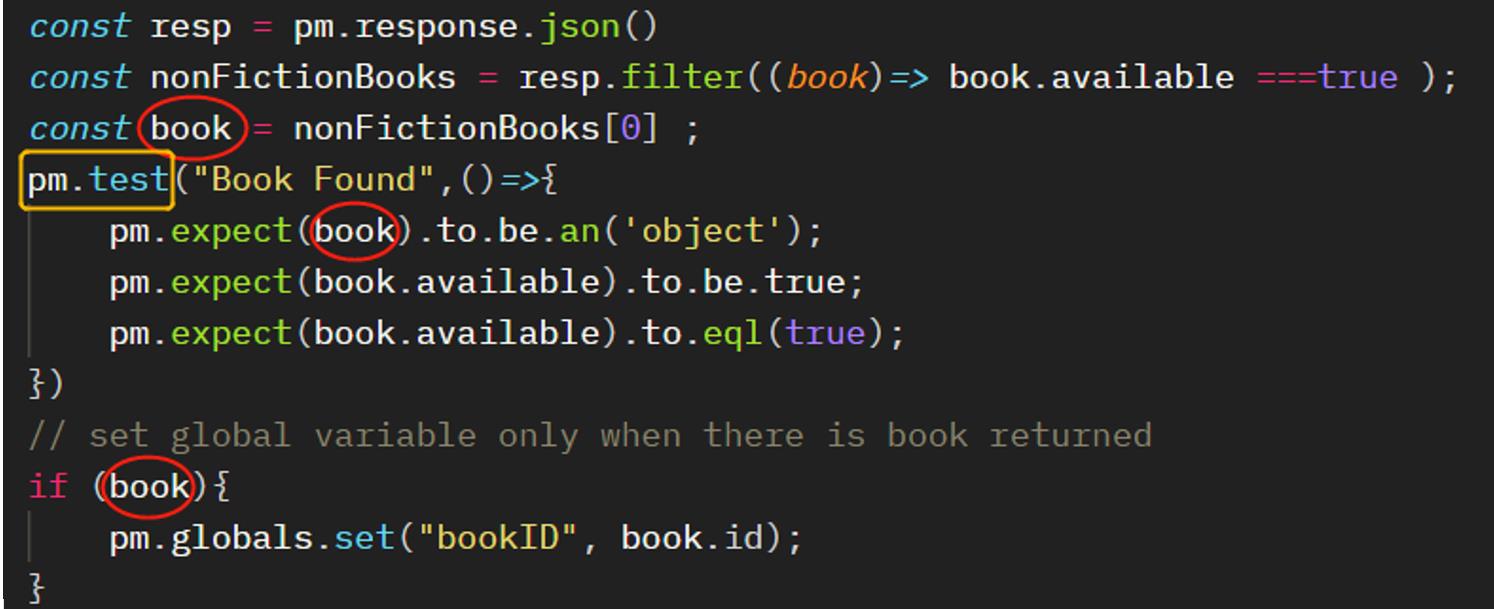 const resp = pm.response.json()
const nonFictionBooks = resp.filter((book)=> book.available ===true );
const book = nonFictionBooks[0] ;
pm.test("Book Found",()=>{
    pm.expect(book).to.be.an('object');
    pm.expect(book.available).to.be.true;
    pm.expect(book.available).to.eql(true);
})
// set global variable only when there is book returned
if (book){
    pm.globals.set("bookID", book.id);
}